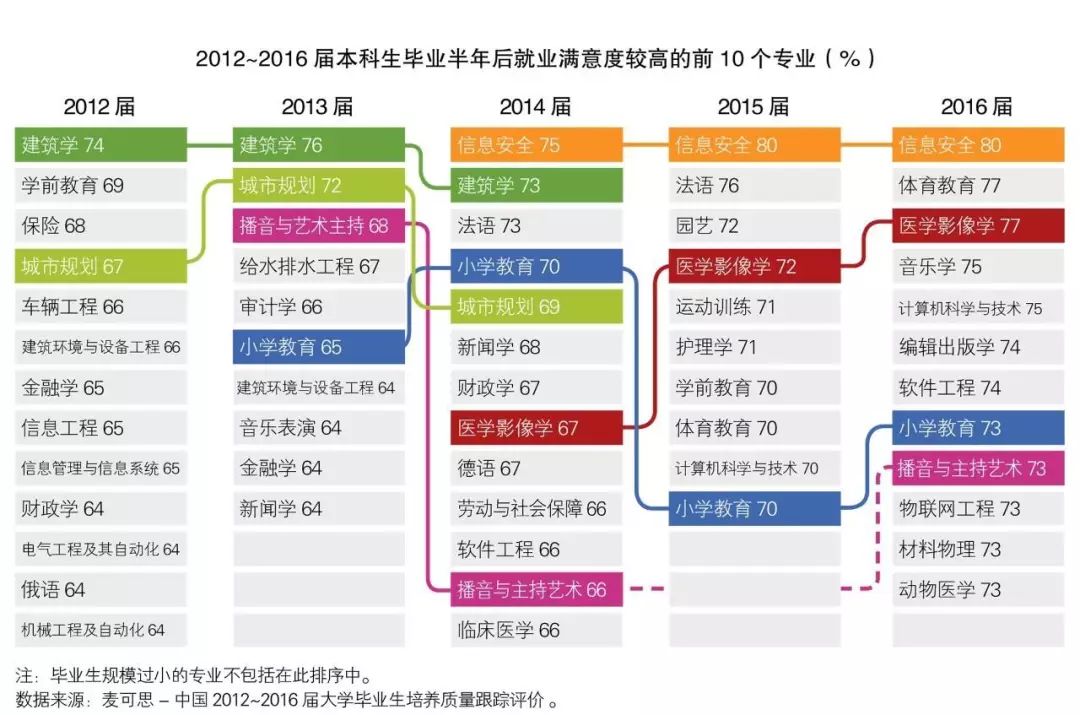 2012~2016 届本科生毕业半年后就业满意度较高的前 10 个专业（%）
2012 届
建筑学 74
学前教育 69
保险 68
城市规划 67
车辆工程 66
建筑环境与设备工程 66
金融学 65
信息工程 65
信息管理与信息系统 65
财政学 64
电气工程及其自动化 64
俄语 64
机械工程及自动化 64
2013 届
建筑学 76
城市规划 72
播音与艺术主持 68
给水排水工程 67
审计学 66
小学教育 65
建筑环境与设备工程 64
音乐表演 64
金融学 64
新闻学 64
2014 届
信息安全 75
建筑学 73
法语 73
小学教育 70
城市规划 69
新闻学 68
财政学 67
医学影像学 67
德语 67
劳动与社会保障 66
软件工程 66
播音与主持艺术 66
临床医学 66
2015 届
信息安全 80
法语 76
园艺 72
医学影像学 72
运动训练 71
护理学 71
学前教育 70
体育教育 70
计算机科学与技术 70
小学教育 70
2016 届
信息安全 80
体育教育 77
医学影像学 77
音乐学 75
计算机科学与技术 75
编辑出版学 74
软件工程 74
小学教育 73
播音与主持艺术 73
物联网工程 73
材料物理 73
动物医学 73
注：毕业生规模过小的专业不包括在此排序中。
数据来源：麦可思 – 中国 2012~2016 届大学毕业生培养质量跟踪评价。